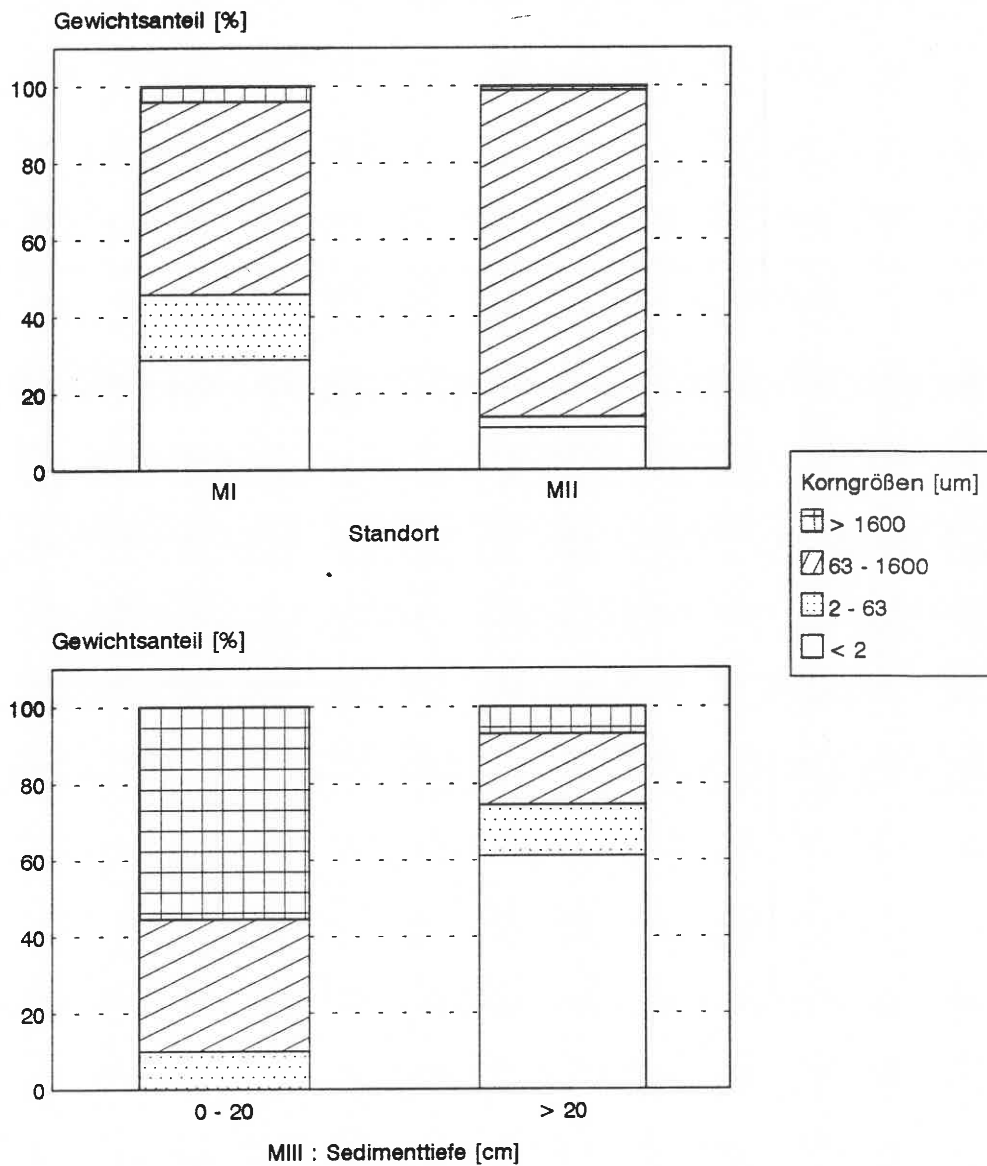 Gewichtsanteil [%]
100
80
60
40
20
0
MI MII
Standort
Korngrößen [um]
> 1600
63 - 1600
2 - 63
< 2
Gewichtsanteil [%]
100
80
60
40
20
0
0 - 20 > 20
MIII : Sedimenttiefe [cm]